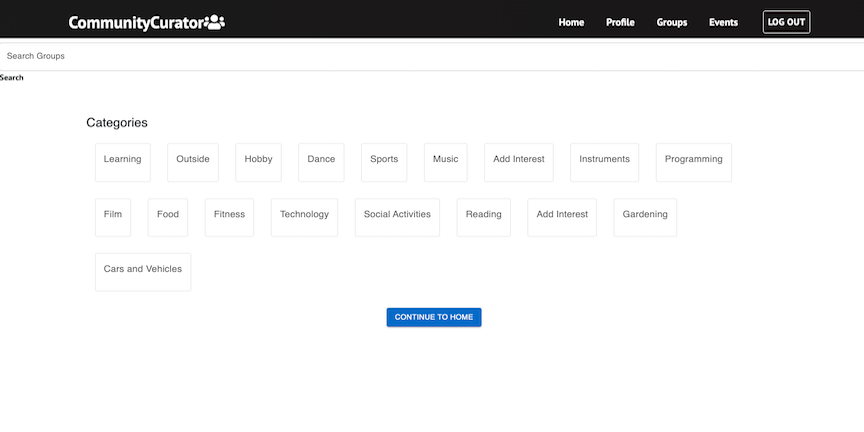 CommunityCurator Home Profile Groups Events LOG OUT
Search Groups
Search
Categories
Learning Outside Hobby Dance Sports Music Add Interest Instruments Programming
Film Food Fitness Technology Social Activities Reading Add Interest Gardening
Cars and Vehicles
CONTINUE TO HOME